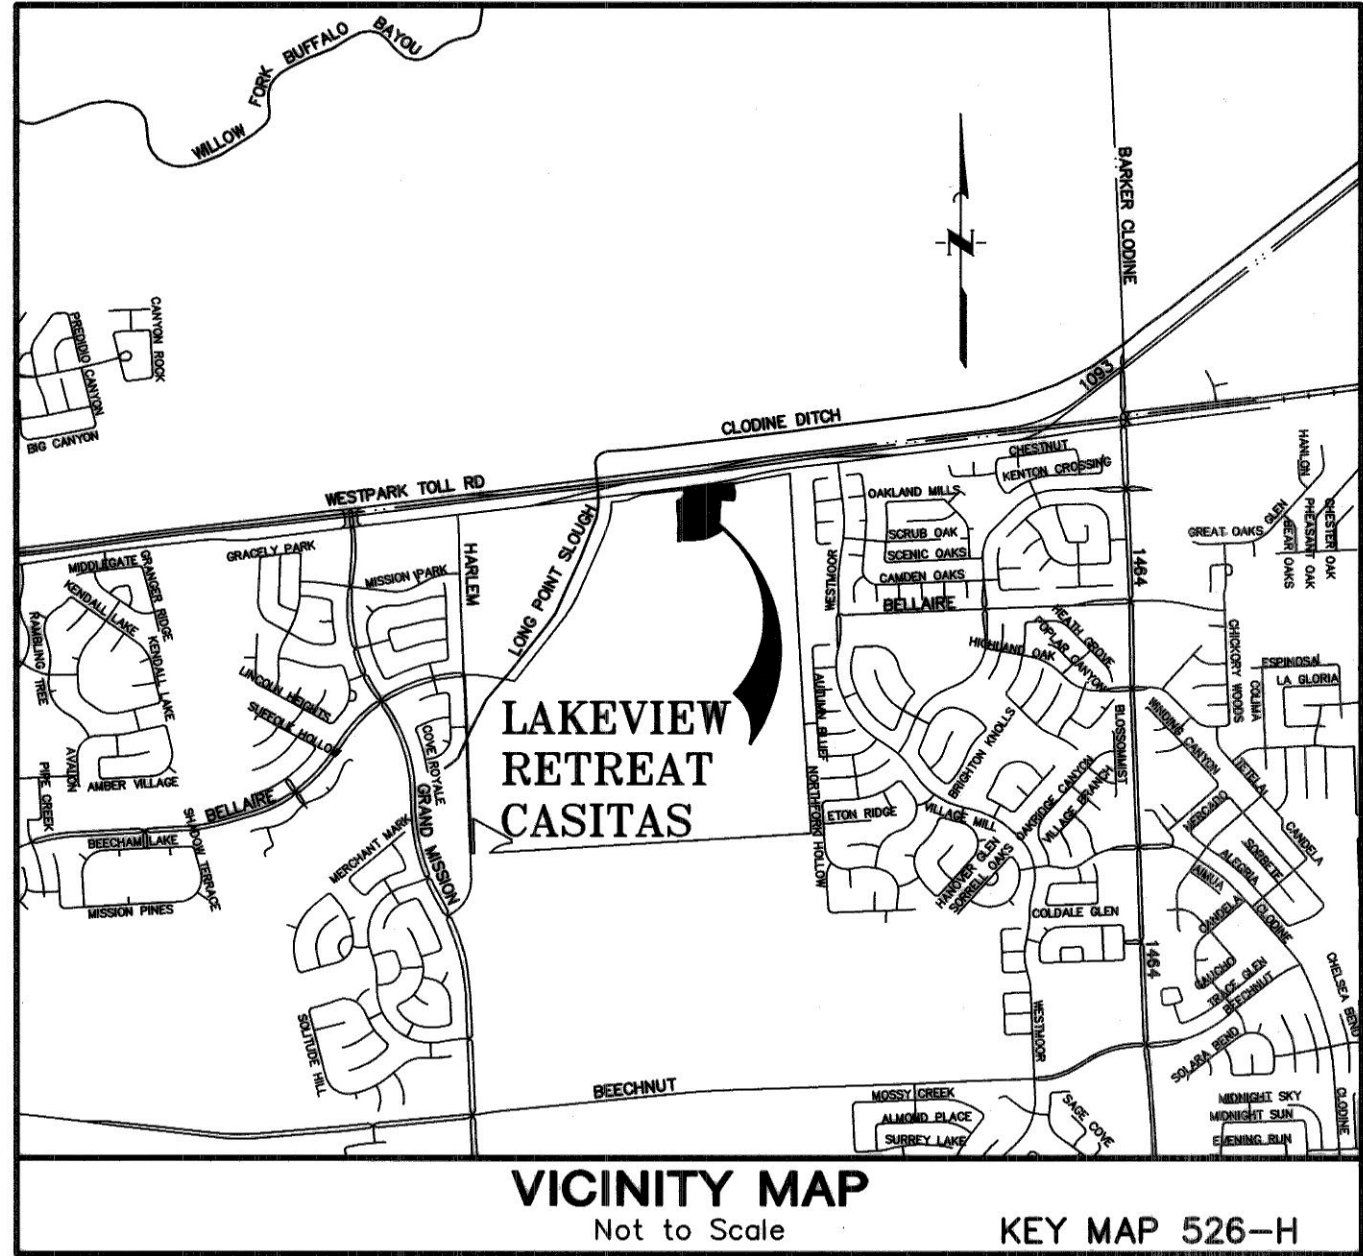 WILLOW FORK BUFFALO BAYOU
BARKER CLODINE
N
CANYON ROCK
PREDIDIO CANYON
BIG CANYON
1093
CLODINE DITCH
WESTPARK TOLL RD
CHESTNUT
KENTON CROSSING
OAKLAND MILLS
SCRUB OAK
SCENIC OAKS
CAMDEN OAKS
BELLAIRE
WESTMOOR
1464
HANLON
GLEN
GREAT OAKS
BEAR OAKS
PHEASANT OAK
CHESTER OAK
MIDDLEGATE
GRANGER RIDGE
KENDALL LAKE
KENDALL LAKE
RAMBLING TREE
GRACELY PARK
MISSION PARK
HARLEM
LONG POINT SLOUGH
LINCOLN HEIGHTS
SUFFOLK HOLLOW
AVALON
PIPE CREEK
AMBER VILLAGE
BELLAIRE
BEECHAM LAKE
SHADOW TERRACE
MISSION PINES
COVE ROYALE
GRAND MISSION
MERCHANT MARK
SOLITUDE HILL
LAKEVIEW
RETREAT
CASITAS
HEATH GROVE
POPLAR CANYON
HIGHLAND OAK
AUTUMN BLUFF
NORTHFORK HOLLOW
BRIGHTON KNOLLS
BLOSSOMMIST
ETON RIDGE
VILLAGE MILL
OAKRIDGE CANYON
VILLAGE BRANCH
HANOVER GLEN
SORRELL OAKS
COLDALE GLEN
1464
WESTMOOR
CHICKORY WOODS
ESPINOSA
LA GLORIA
COLIMA
WINDING CANYON
TETELA
MERCADO
CANDELA
SORBETE
ALEGRIA
CANDELA
CLODINE
GAUCHO
TRACE GLEN
BEECHNUT
CHELSEA BEND
SOLARA BEND
BEECHNUT
MOSSY CREEK
ALMOND PLACE
SURREY LAKE
SAGE COVE
MIDNIGHT SKY
MIDNIGHT SUN
EVENING RUN
CLODINE
VICINITY MAP
Not to Scale
KEY MAP 526-H